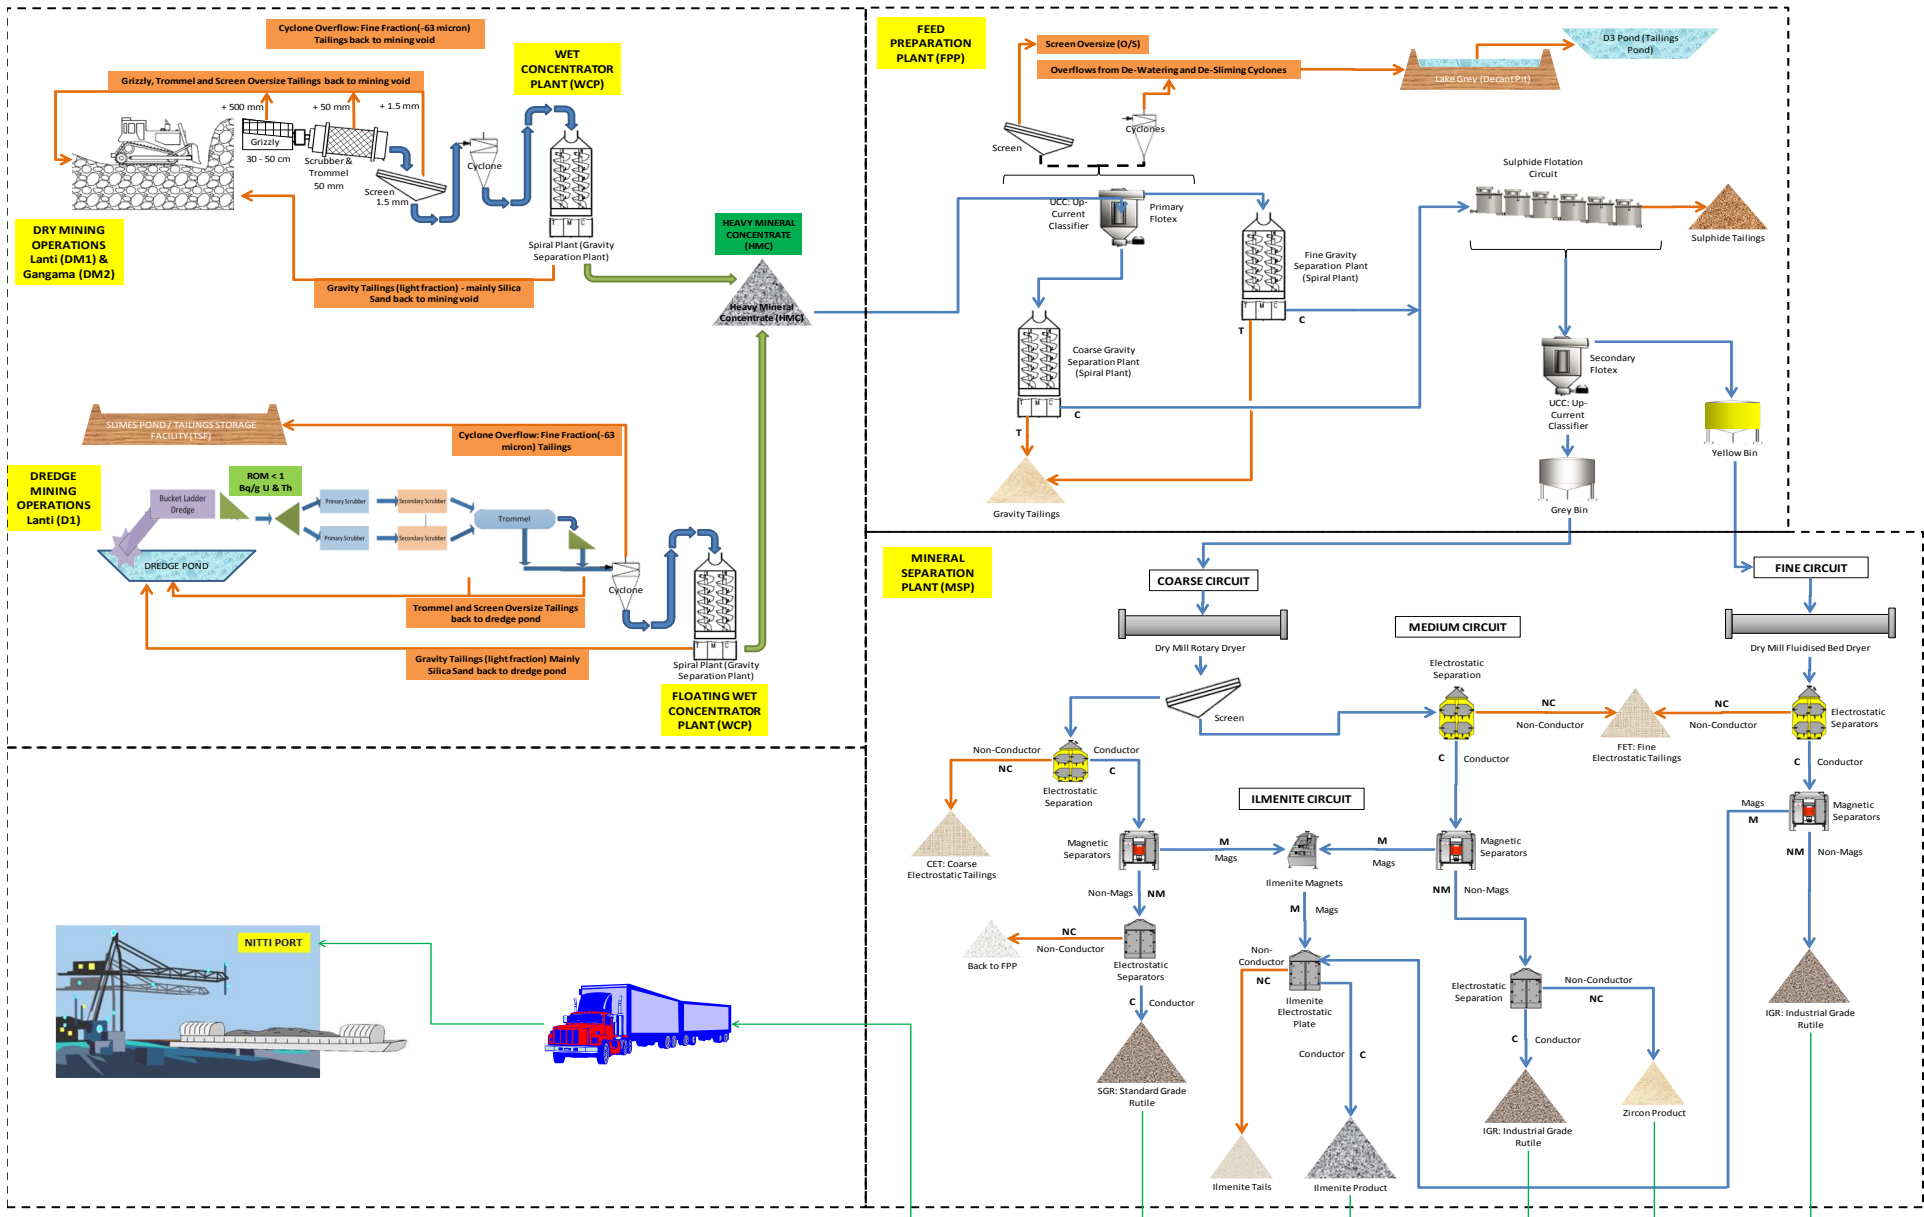 Cyclone Overflow: Fine Fraction(-63 micron)
Tailings back to mining void
WET
CONCENTRATOR
PLANT (WCP)
Grizzly, Trommel and Screen Oversize Tailings back to mining void
+ 500 mm
+ 50 mm
+ 1.5 mm
Grizzly
30 - 50 cm
Scrubber &
Trommel
50 mm
Screen
1.5 mm
Cyclone
T M C
Spiral Plant (Gravity
Separation Plant)
DRY MINING
OPERATIONS
Lanti (DM1) &
Gangama (DM2)
Gravity Tailings (light fraction) - mainly Silica
Sand back to mining void
HEAVY MINERAL
CONCENTRATE
(HMC)
Heavy Mineral
Concentrate (HMC)
SLIMES POND / TAILINGS STORAGE
FACILITY (TSF)
Cyclone Overflow: Fine Fraction(-63
micron) Tailings
DREDGE
MINING
OPERATIONS
Lanti (D1)
ROM < 1
Bq/g U & Th
Bucket Ladder
Dredge
Primary Scrubber
Secondary Scrubber
Primary Scrubber
Secondary Scrubber
Trommel
DREDGE POND
Cyclone
Trommel and Screen Oversize Tailings
back to dredge pond
Gravity Tailings (light fraction) Mainly
Silica Sand back to dredge pond
T M C
Spiral Plant (Gravity
Separation Plant)
FLOATING WET
CONCENTRATOR
PLANT (WCP)
FEED
PREPARATION
PLANT (FPP)
Screen Oversize (O/S)
Overflows from De-Watering and De-Sliming Cyclones
D3 Pond (Tailings
Pond)
Lake Grey (Decant Pit)
Screen
Cyclones
UCC: Up-
Current
Classifier
Primary
Flotex
Fine Gravity
Separation Plant
(Spiral Plant)
T M C
T
C
Coarse Gravity
Separation Plant
(Spiral Plant)
T M C
T
C
Gravity Tailings
Sulphide Flotation
Circuit
Sulphide Tailings
Secondary
Flotex
UCC: Up-
Current
Classifier
Grey Bin
Yellow Bin
MINERAL
SEPARATION
PLANT (MSP)
COARSE CIRCUIT
Dry Mill Rotary Dryer
Screen
MEDIUM CIRCUIT
FINE CIRCUIT
Dry Mill Fluidised Bed Dryer
Electrostatic
Separation
NC
Non-Conductor
NC
Non-Conductor
Electrostatic
Separators
FET: Fine
Electrostatic Tailings
C Conductor
C
Conductor
Non-Conductor
NC
Conductor
C
Electrostatic
Separation
CET: Coarse
Electrostatic Tailings
ILMENITE CIRCUIT
Magnetic
Separators
M
Mags
Ilmenite Magnets
M
Mags
Magnetic
Separators
Mags
M
Magnetic
Separators
NM Non-Mags
Non-Mags NM
M Mags
NM Non-Mags
NC
Non-Conductor
Back to FPP
Electrostatic
Separators
C Conductor
SGR: Standard Grade
Rutile
Non-
Conductor
NC
Ilmenite
Electrostatic
Plate
Conductor
C
Ilmenite Tails
Ilmenite Product
Electrostatic
Separation
Non-Conductor
NC
C Conductor
IGR: Industrial Grade
Rutile
Zircon Product
IGR: Industrial Grade
Rutile
NITTI PORT